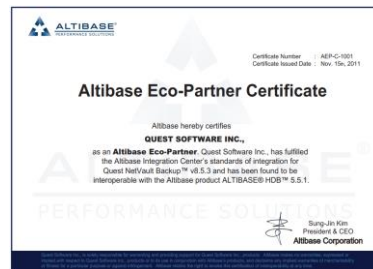 ALTIBASE®
PERFORMANCE SOLUTIONS
Certificate Number : AEP-C-1001
Certificate Issued Date : Nov. 15n, 2011
Altibase Eco-Partner Certificate
Altibase hereby certifies
QUEST SOFTWARE INC.,
as an Altibase Eco-Partner. Quest Software Inc., has fulfilled
the Altibase Integration Center's standards of integration for
Quest NetVault Backup™ v8.5.3 and has been found to be
interoperable with the Altibase product ALTIBASE® HDB™ 5.5.1.
PERFORMANCE SOLUTIONS
Sung-Jin Kim
President & CEO
Altibase Corporation